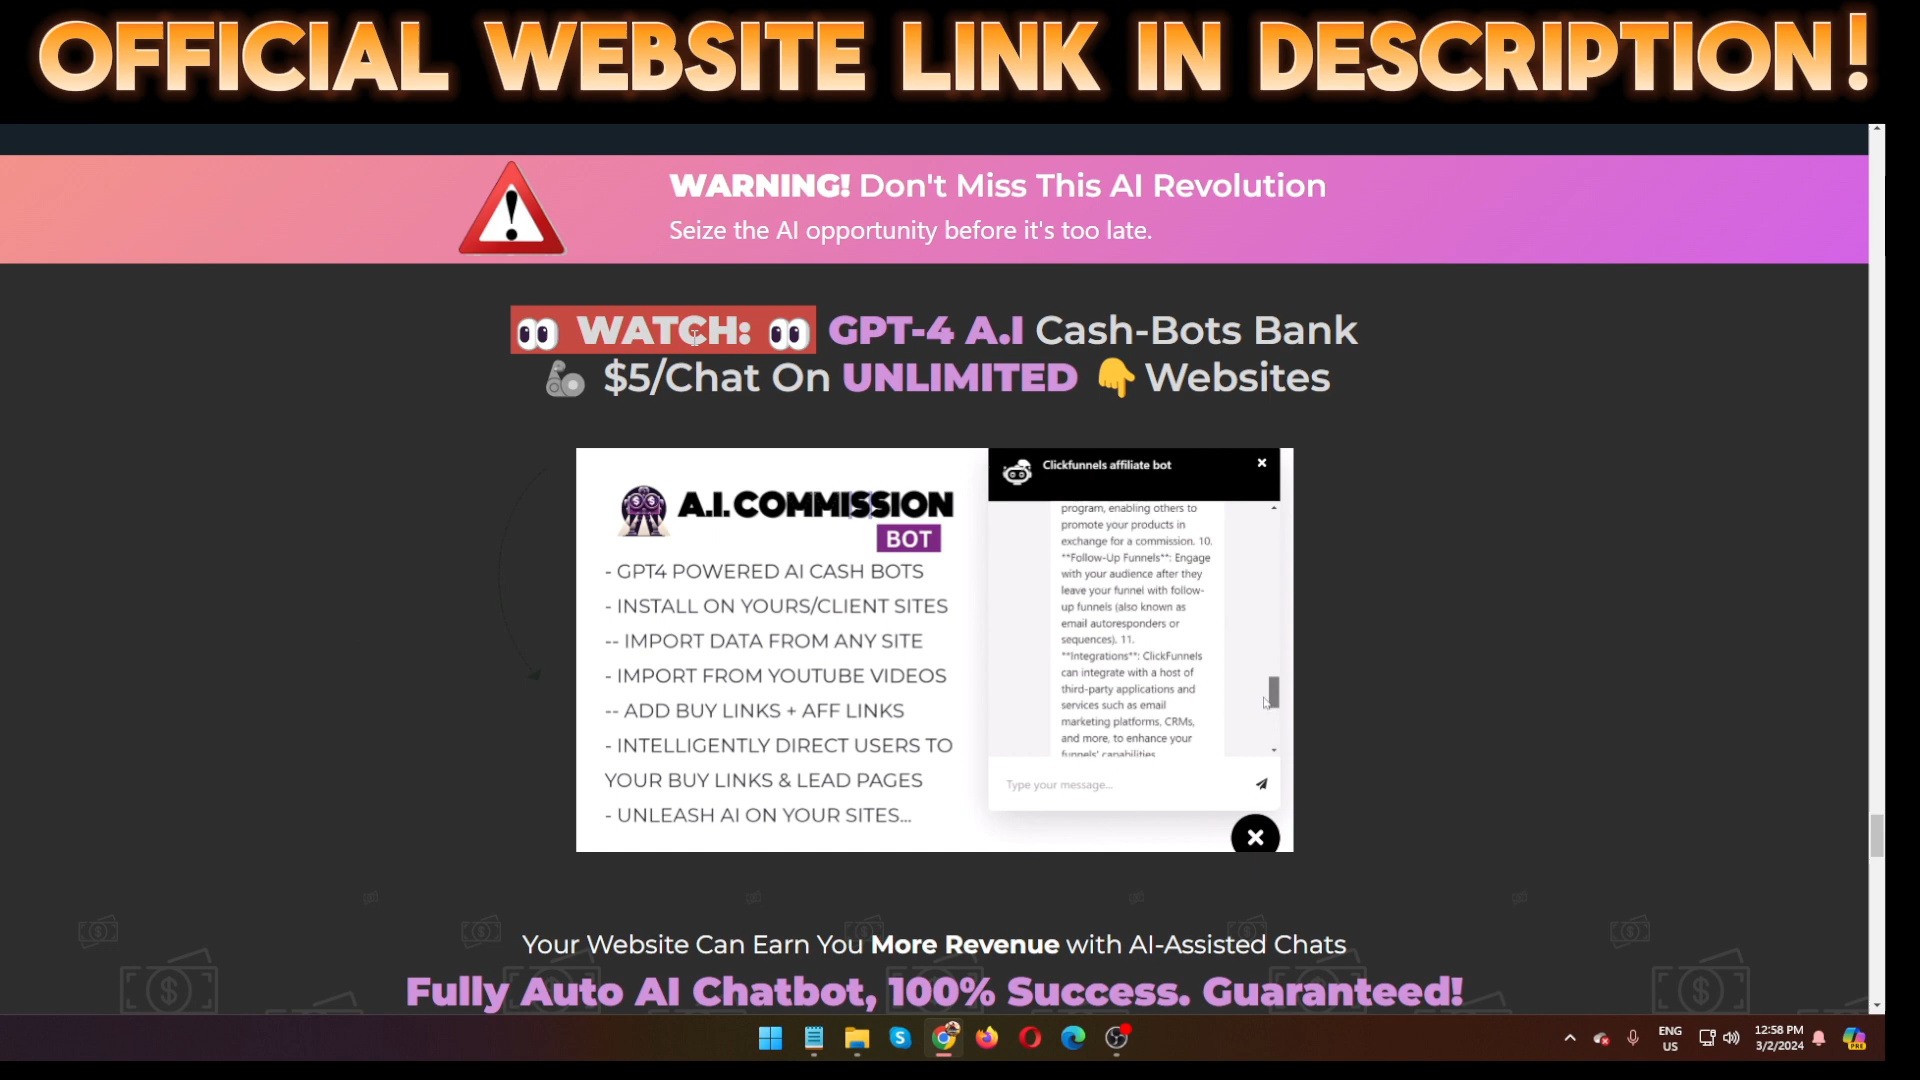 OFFICIAL WEBSITE LINK IN DESCRIPTION!
WARNING! Don't Miss This AI Revolution
Seize the AI opportunity before it's too late.
WATCH: GPT-4 A.I Cash-Bots Bank
$5/Chat On UNLIMITED Websites
A.I. COMMISSION
BOT
- GPT4 POWERED AI CASH BOTS
- INSTALL ON YOURS/CLIENT SITES
-- IMPORT DATA FROM ANY SITE
- IMPORT FROM YOUTUBE VIDEOS
-- ADD BUY LINKS + AFF LINKS
- INTELLIGENTLY DIRECT USERS TO
YOUR BUY LINKS & LEAD PAGES
- UNLEASH AI ON YOUR SITES...
Clickfunnels affiliate bot
program, enabling others to
promote your products in
exchange for a commission. 10.
**Follow-Up Funnels**: Engage
with your audience after they
leave your funnel with follow-
up funnels (also known as
email autoresponders or
sequences). 11.
**Integrations**: ClickFunnels
can integrate with a host of
third-party applications and
services such as email
marketing platforms, CRMs,
and more, to enhance your
funnels' capabilities
Type your message...
Your Website Can Earn You More Revenue with AI-Assisted Chats
Fully Auto AI Chatbot, 100% Success. Guaranteed!
ENG
US
12:58 PM
3/2/2024
PRE